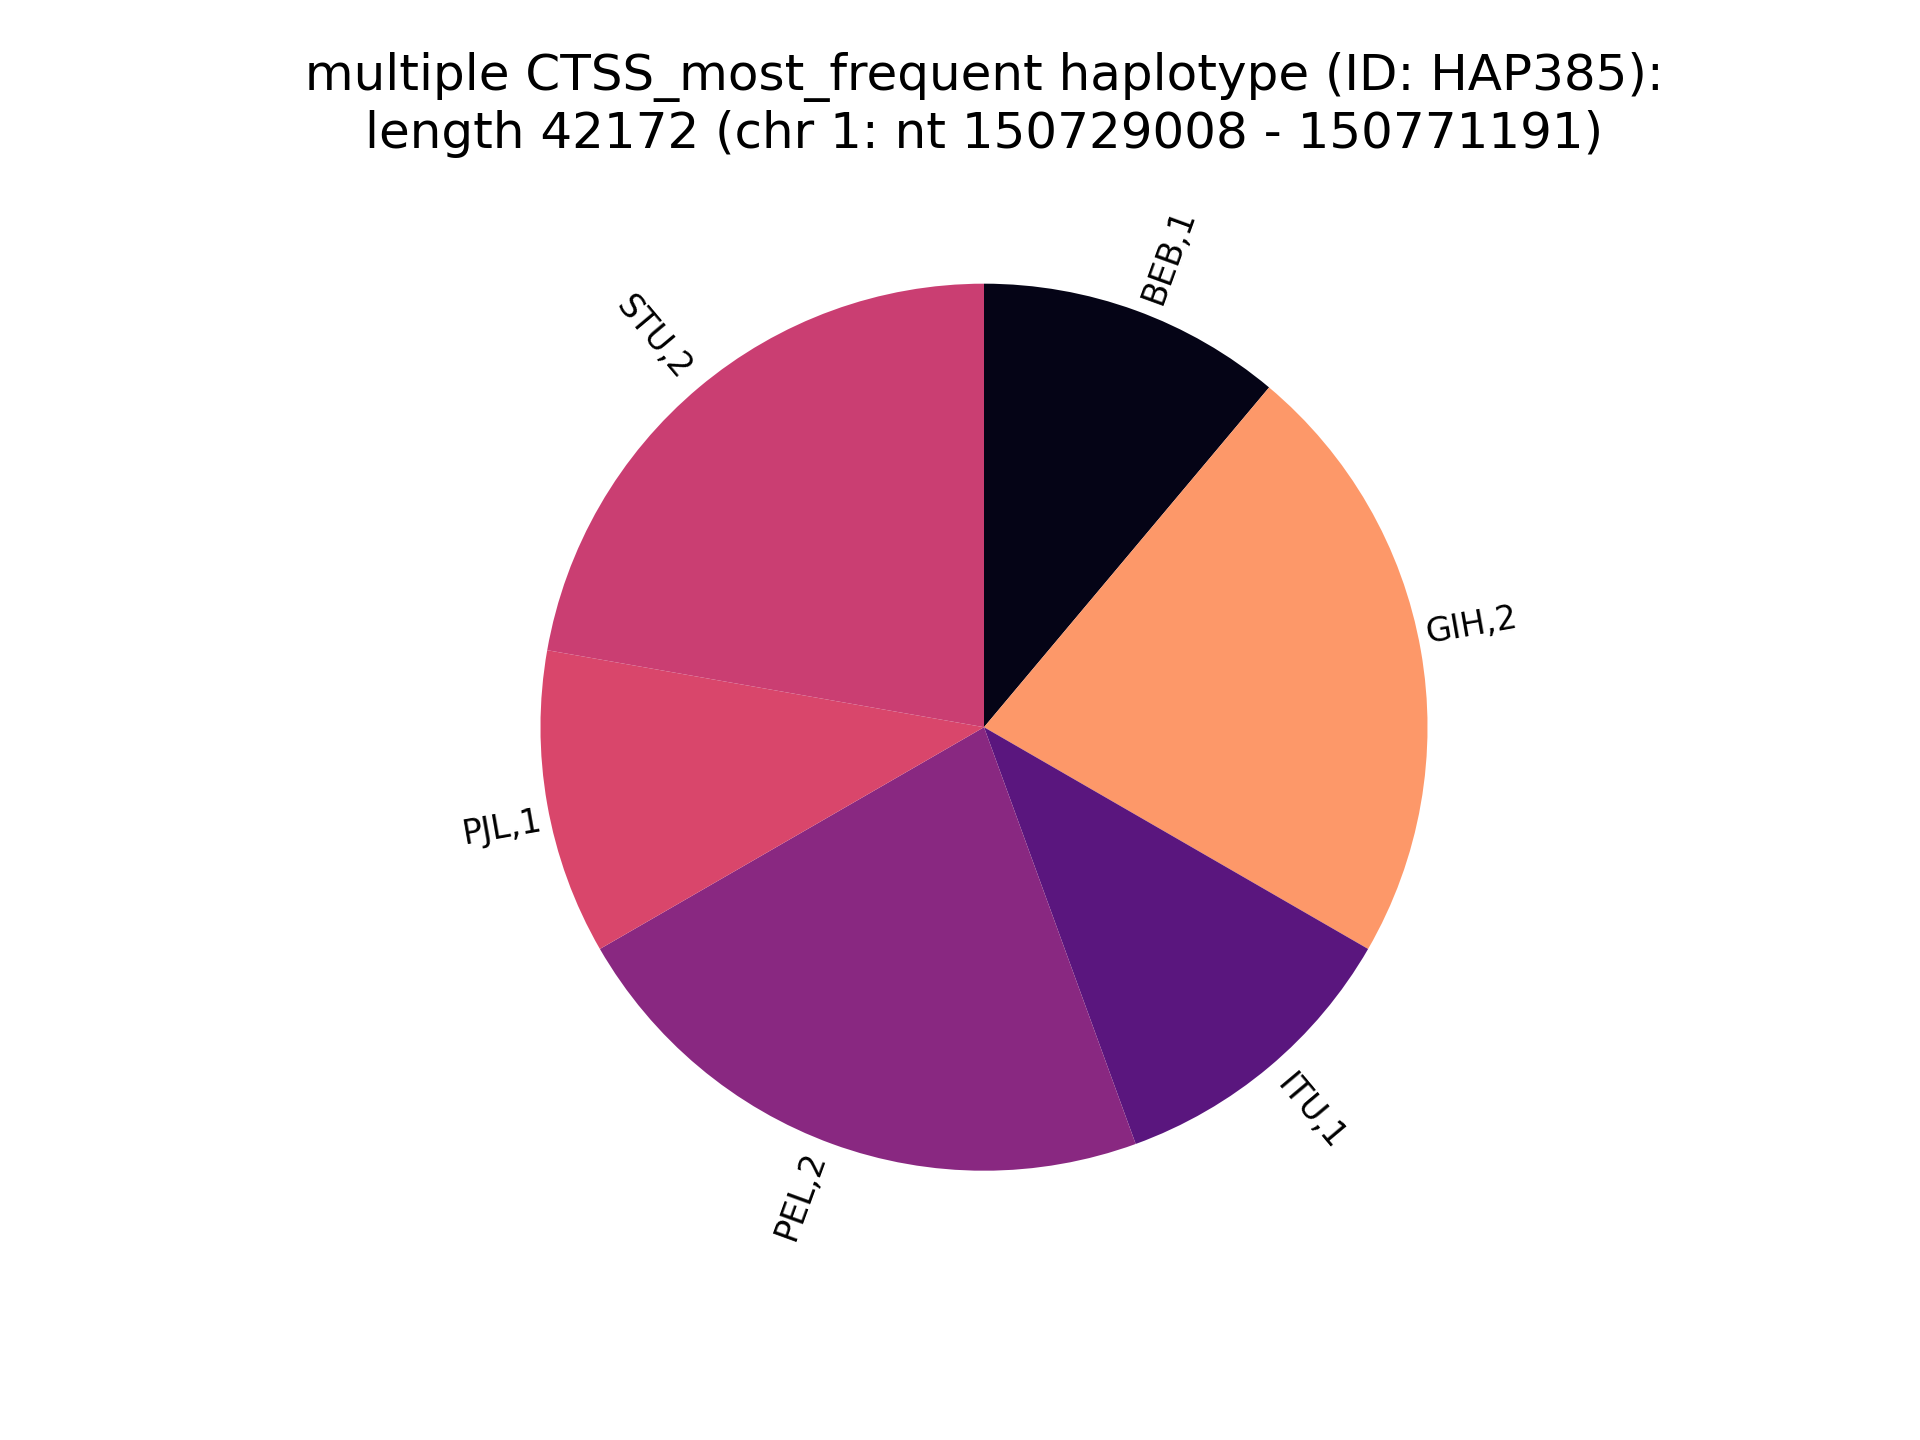 multiple CTSS_most_frequent haplotype (ID: HAP385):
length 42172 (chr 1: nt 150729008 - 150771191)
BEB,1
STU,2
GIH,2
PJL,1
ITU,1
PEL,2